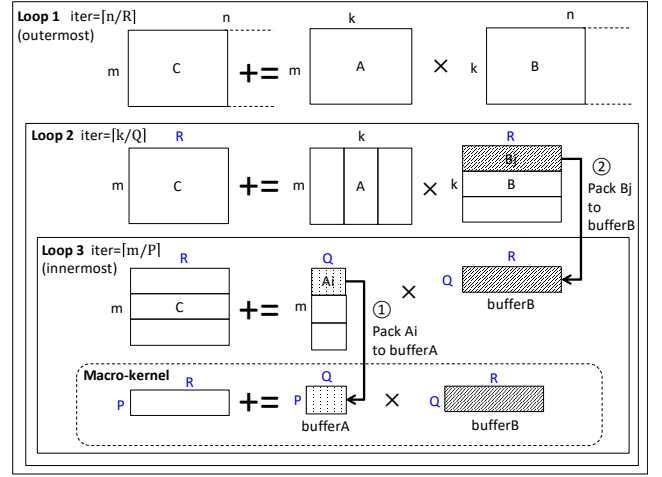 Loop 1 iter=⌈n/R⌉
(outermost)
n
k
n
m
C
+=
m
A
×
k
B
Loop 2 iter=⌈k/Q⌉
R
k
R
m
C
+=
m
A
×
k
Bj
B
②
Pack Bj
to
bufferB
Loop 3 iter=⌈m/P⌉
(innermost)
R
Q
R
m
C
+=
m
Ai
×
Q
bufferB
①
Pack Ai
to bufferA
Macro-kernel
R
Q
R
P
+=
P
×
Q
bufferA
bufferB